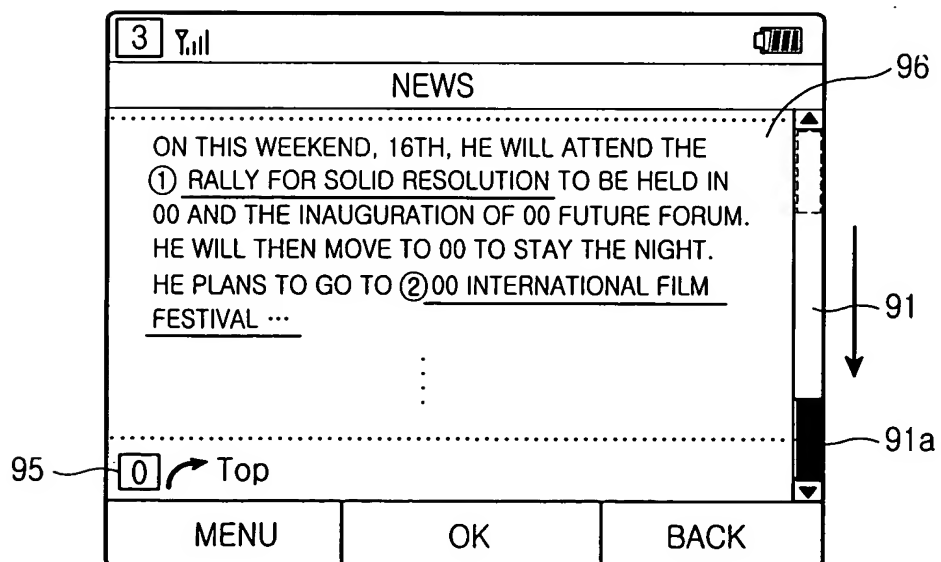 3
NEWS
96
ON THIS WEEKEND, 16TH, HE WILL ATTEND THE
① RALLY FOR SOLID RESOLUTION TO BE HELD IN
00 AND THE INAUGURATION OF 00 FUTURE FORUM.
HE WILL THEN MOVE TO 00 TO STAY THE NIGHT.
HE PLANS TO GO TO ②00 INTERNATIONAL FILM
FESTIVAL ···
91
91a
95
0 Top
MENU OK BACK